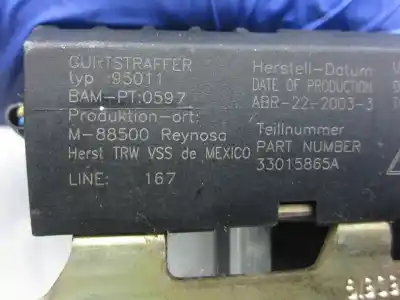 GURTSTRAFFER
typ :95011
BAM-PT:0597
Produktion-ort:
M-88500 Reynosa
Herst TRW VSS de MEXICO
LINE: 167
Herstell-Datum
DATE OF PRODUCTION
ABR-22-2003-3
Teillnummer
PART NUMBER
33015865A